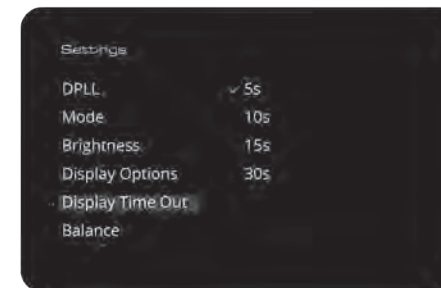 Settings
DPLL ✓ 5s
Mode 10s
Brightness 15s
Display Options 30s
Display Time Out
Balance